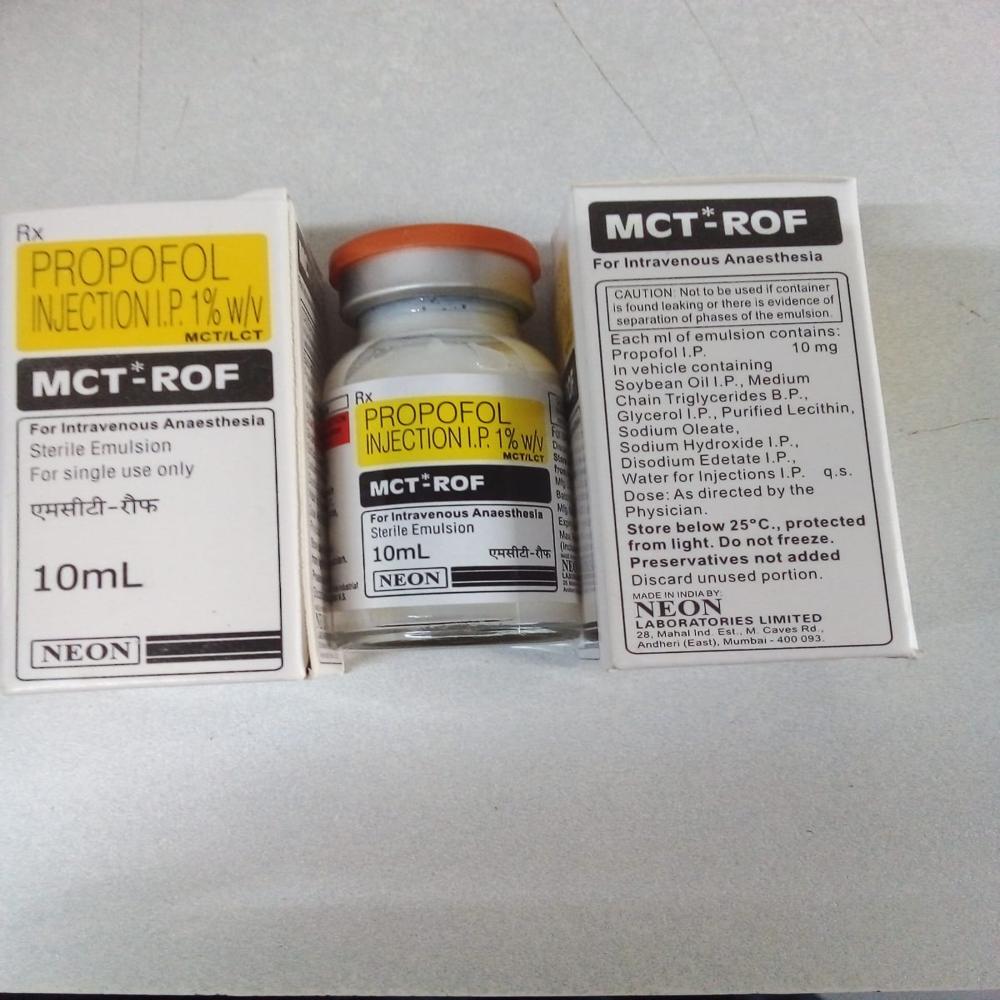 Rx
PROPOFOL
INJECTION I.P. 1% w/v
MCT/LCT
MCT*-ROF
For Intravenous Anaesthesia
Sterile Emulsion
For single use only
एमसीटी-रौफ
10mL
NEON
Rx
PROPOFOL
INJECTION I.P. 1% w/v
MCT/LCT
MCT*-ROF
For Intravenous Anaesthesia
Sterile Emulsion
10mL एमसीटी-रौफ
NEON
MCT*-ROF
For Intravenous Anaesthesia
CAUTION: Not to be used if container
is found leaking or there is evidence of
separation of phases of the emulsion.
Each ml of emulsion contains:
Propofol I.P. 10 mg
In vehicle containing
Soybean Oil I.P., Medium
Chain Triglycerides B.P.,
Glycerol I.P., Purified Lecithin,
Sodium Oleate,
Sodium Hydroxide I.P.,
Disodium Edetate I.P.,
Water for Injections I.P. q.s.
Dose: As directed by the
Physician.
Store below 25°C., protected
from light. Do not freeze.
Preservatives not added
Discard unused portion.
MADE IN INDIA BY:
NEON
LABORATORIES LIMITED
28, Mahal Ind. Est., M. Caves Rd.,
Andheri (East), Mumbai - 400 093.